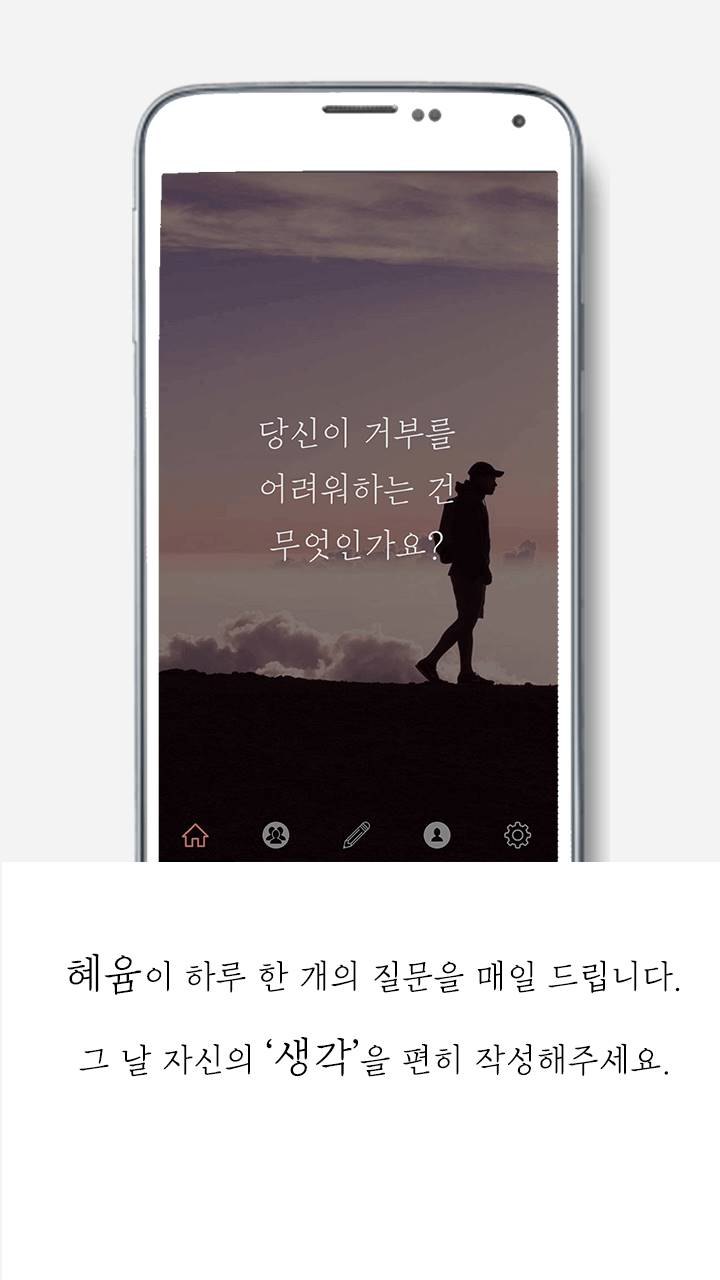 당신이 거부를
어려워하는 건
무엇인가요?
혜윰이 하루 한 개의 질문을 매일 드립니다.
그 날 자신의 ‘생각’을 편히 작성해주세요.